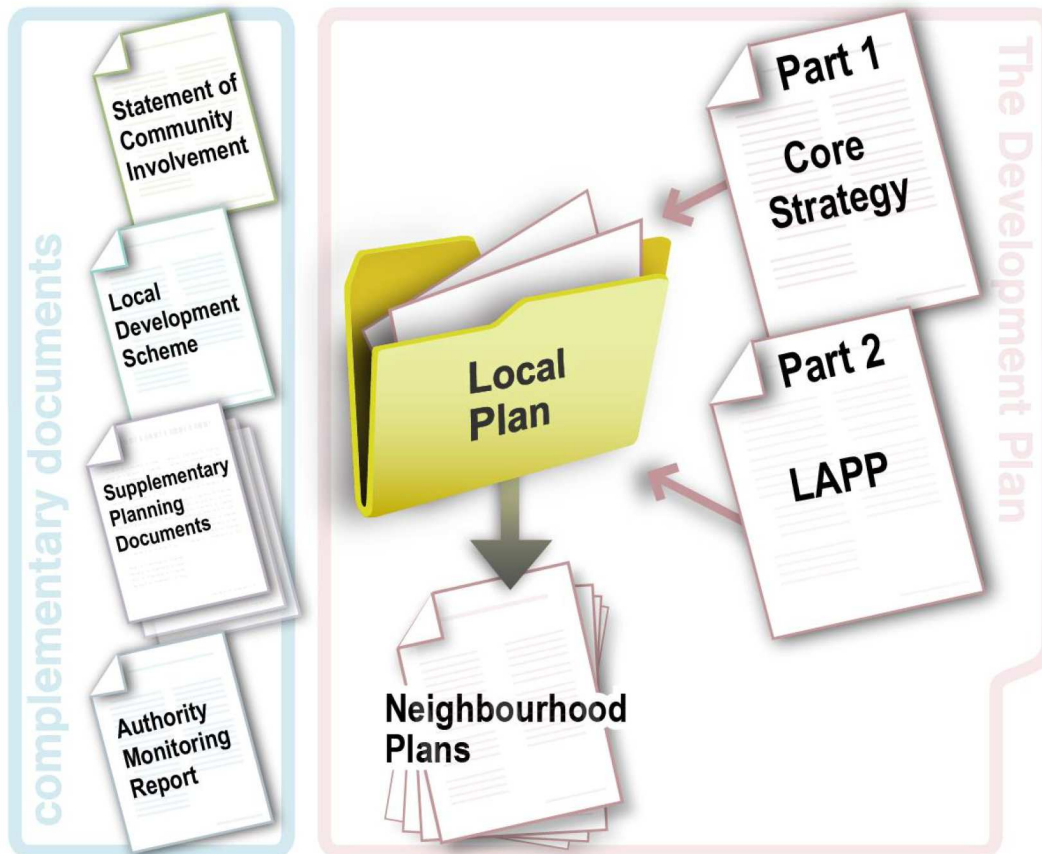 complementary documents
Statement of
Community
Involvement
Local
Development
Scheme
Supplementary
Planning
Documents
Authority
Monitoring
Report
The Development Plan
Part 1
Core
Strategy
Part 2
LAPP
Local
Plan
Neighbourhood
Plans